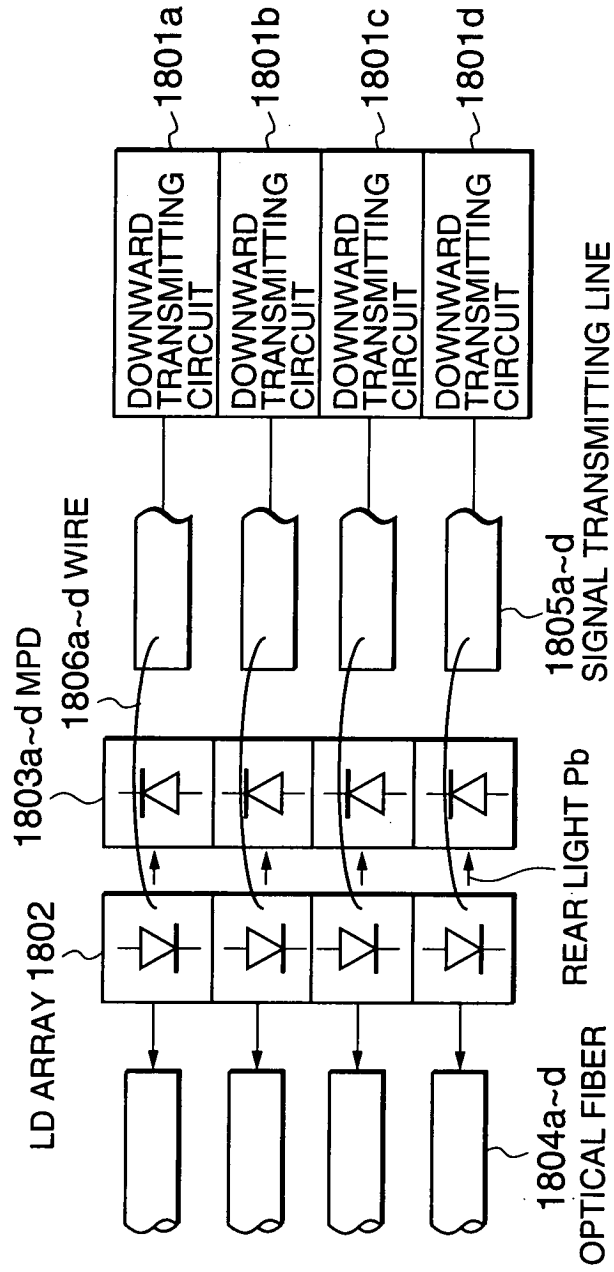 1803a~d MPD
1806a~d WIRE
LD ARRAY 1802
DOWNWARD
TRANSMITTING
CIRCUIT
1801a
DOWNWARD
TRANSMITTING
CIRCUIT
1801b
DOWNWARD
TRANSMITTING
CIRCUIT
1801c
DOWNWARD
TRANSMITTING
CIRCUIT
1801d
1804a~d
OPTICAL FIBER
REAR LIGHT Pb
1805a~d
SIGNAL TRANSMITTING LINE